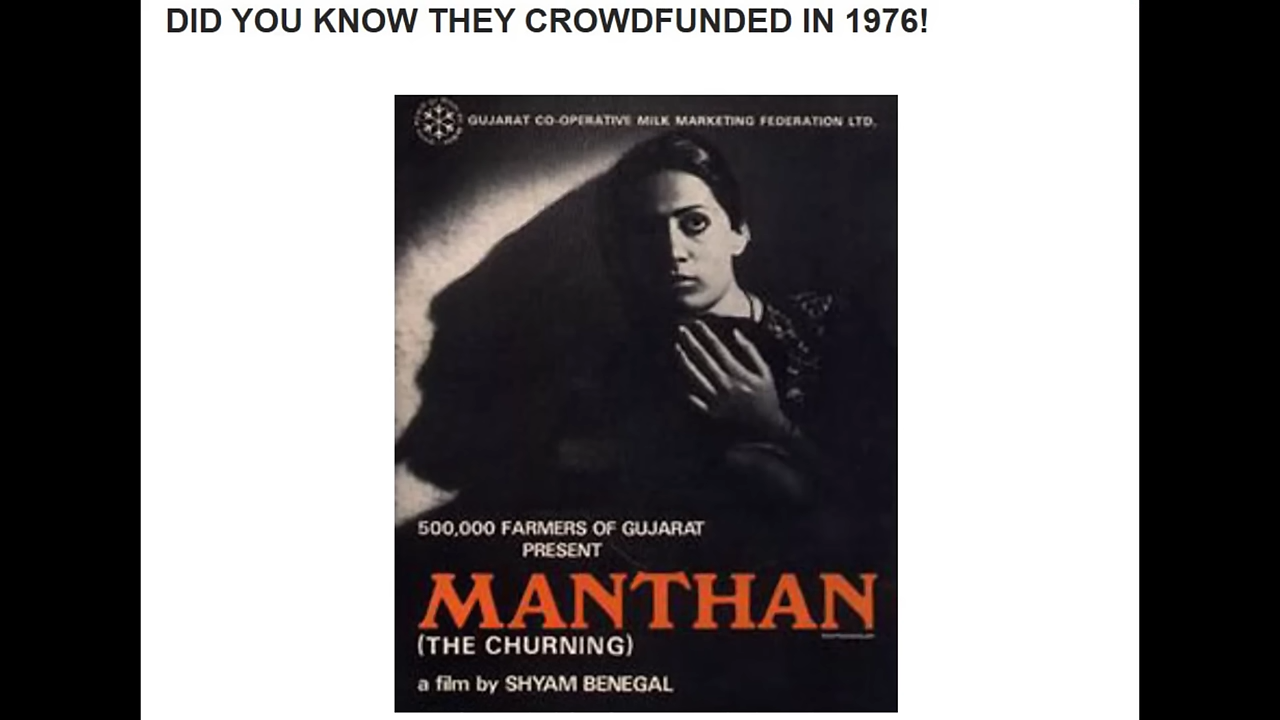 DID YOU KNOW THEY CROWDFUNDED IN 1976!
GUJARAT CO-OPERATIVE MILK MARKETING FEDERATION LTD.
500,000 FARMERS OF GUJARAT
PRESENT
MANTHAN
(THE CHURNING)
a film by SHYAM BENEGAL